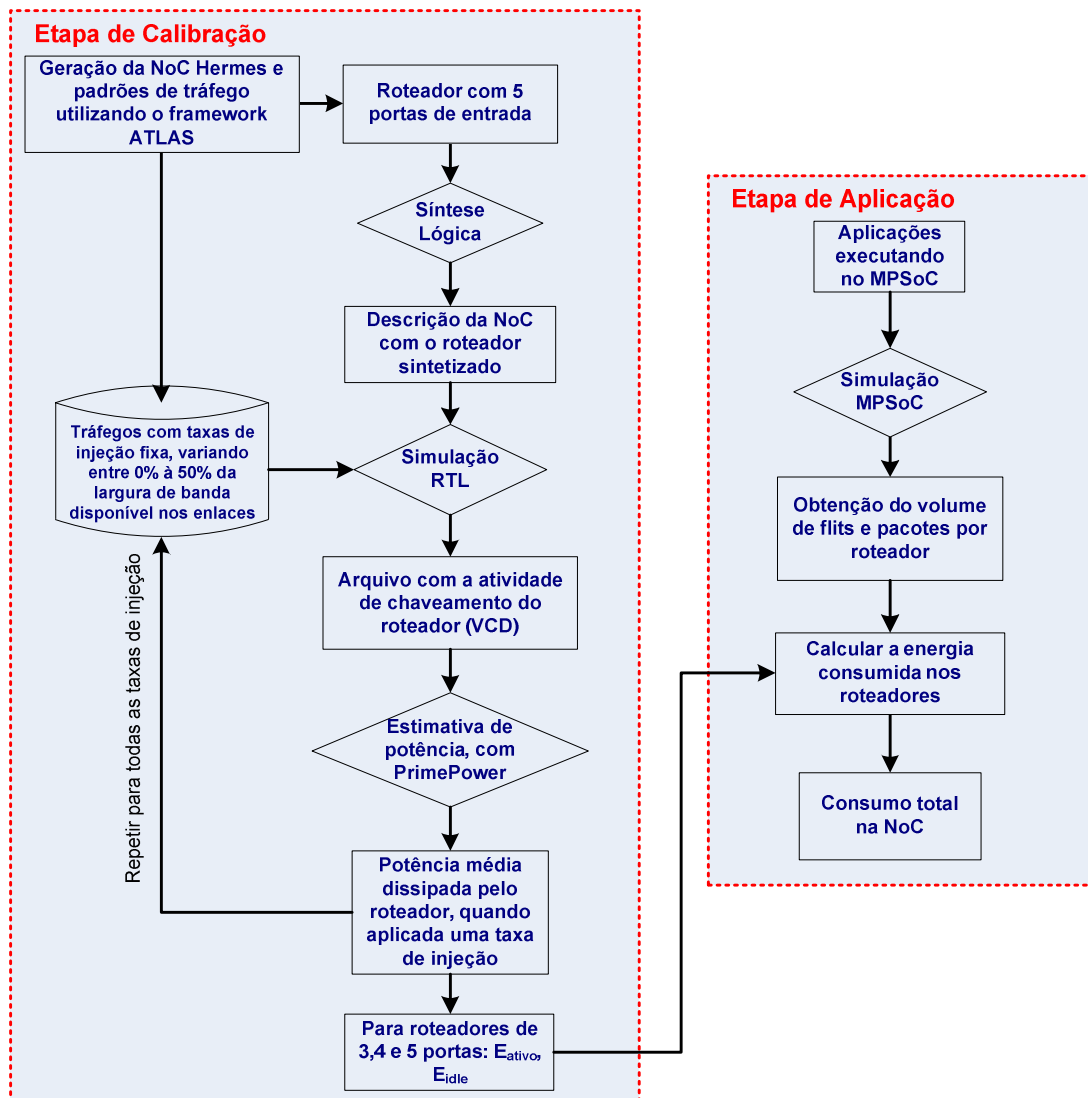 Etapa de Calibração
Geração da NoC Hermes e
padrões de tráfego
utilizando o framework
ATLAS
Roteador com 5
portas de entrada
Síntese
Lógica
Descrição da NoC
com o roteador
sintetizado
Tráfegos com taxas de
injeção fixa, variando
entre 0% à 50% da
largura de banda
disponível nos enlaces
Simulação
RTL
Arquivo com a atividade
de chaveamento do
roteador (VCD)
Estimativa de
potência, com
PrimePower
Repetir para todas as taxas de injeção
Potência média
dissipada pelo
roteador, quando
aplicada uma taxa
de injeção
Para roteadores de
3,4 e 5 portas: Eativo,
Eidle
Etapa de Aplicação
Aplicações
executando
no MPSoC
Simulação
MPSoC
Obtenção do volume
de flits e pacotes por
roteador
Calcular a energia
consumida nos
roteadores
Consumo total
na NoC